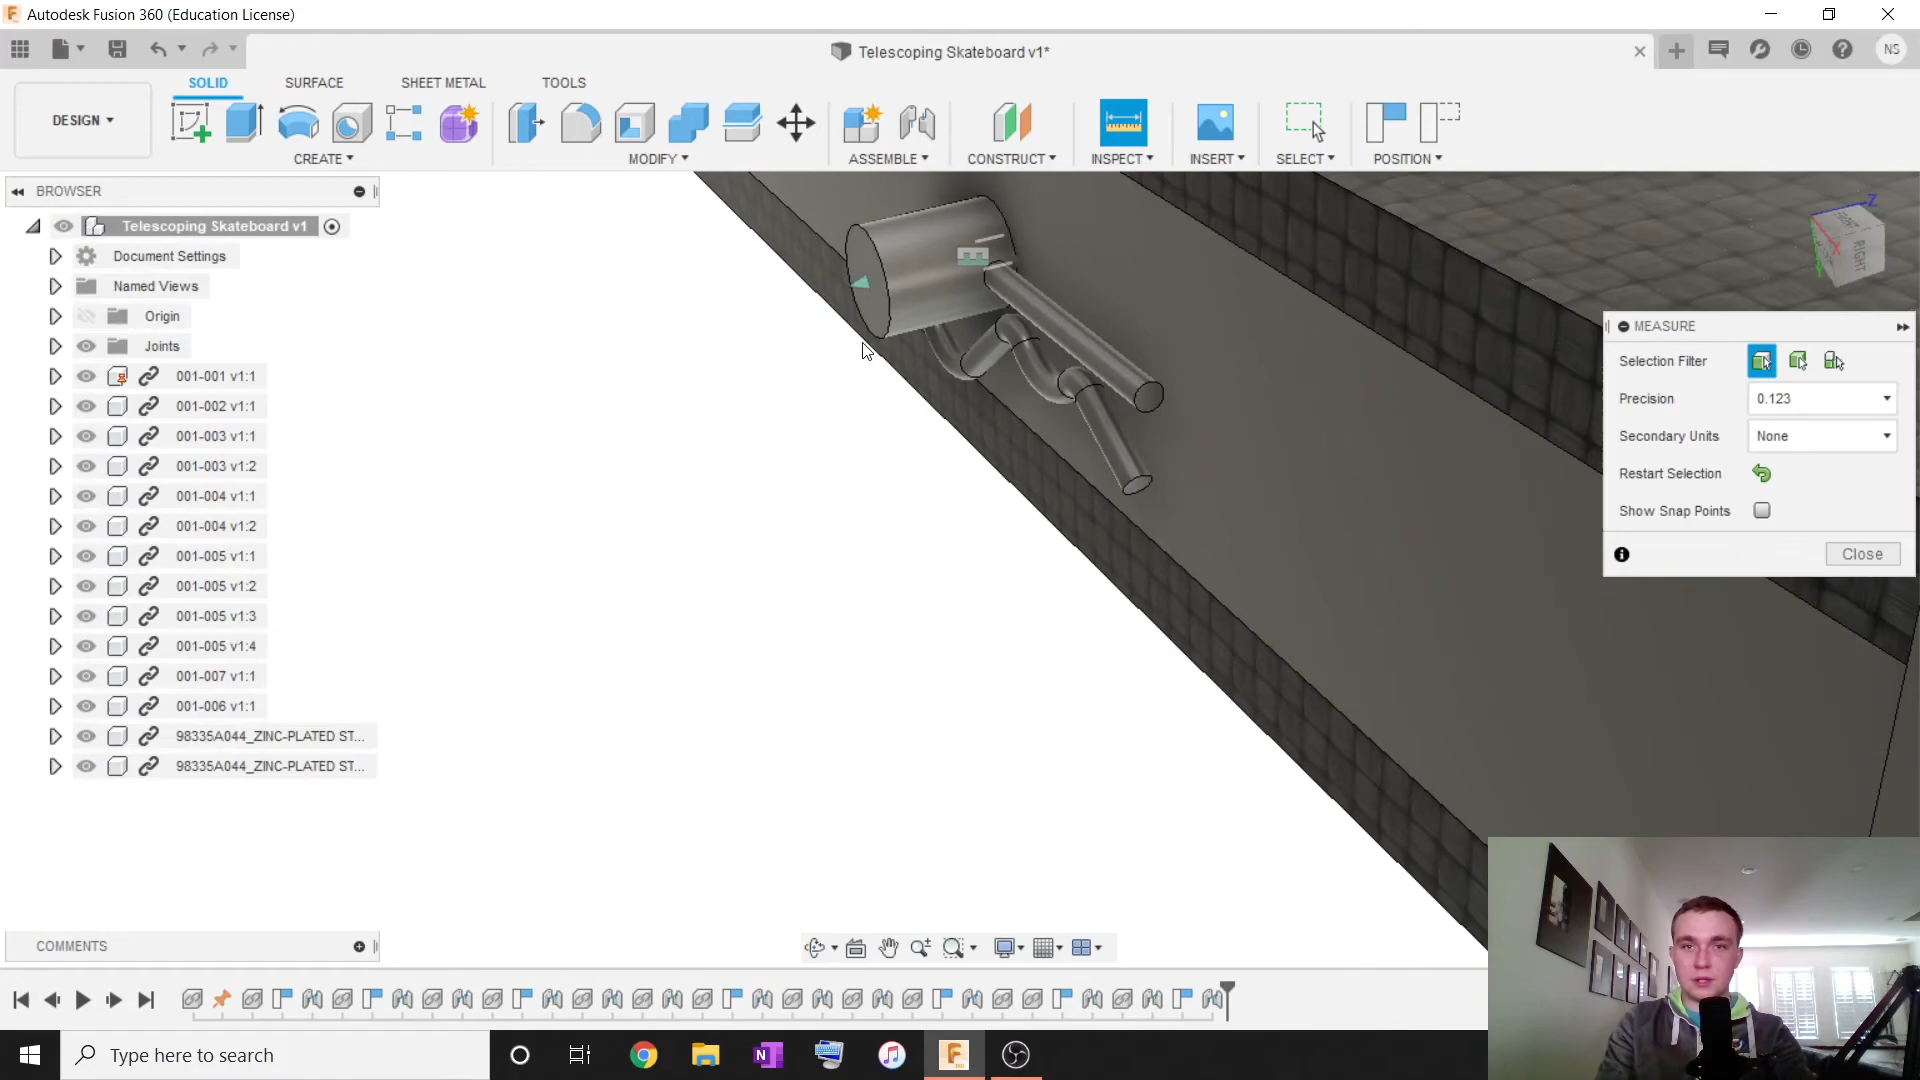 Autodesk Fusion 360 (Education License)
Telescoping Skateboard v1*
NS
SOLID SURFACE SHEET METAL TOOLS
DESIGN
CREATE MODIFY ASSEMBLE CONSTRUCT INSPECT INSERT SELECT POSITION
BROWSER
Telescoping Skateboard v1
Document Settings
Named Views
Origin
Joints
001-001 v1:1
001-002 v1:1
001-003 v1:1
001-003 v1:2
001-004 v1:1
001-004 v1:2
001-005 v1:1
001-005 v1:2
001-005 v1:3
001-005 v1:4
001-007 v1:1
001-006 v1:1
98335A044_ZINC-PLATED ST...
98335A044_ZINC-PLATED ST...
Z
FRONT
RIGHT
X
MEASURE
Selection Filter
Precision 0.123
Secondary Units None
Restart Selection
Show Snap Points
Close
COMMENTS
Type here to search